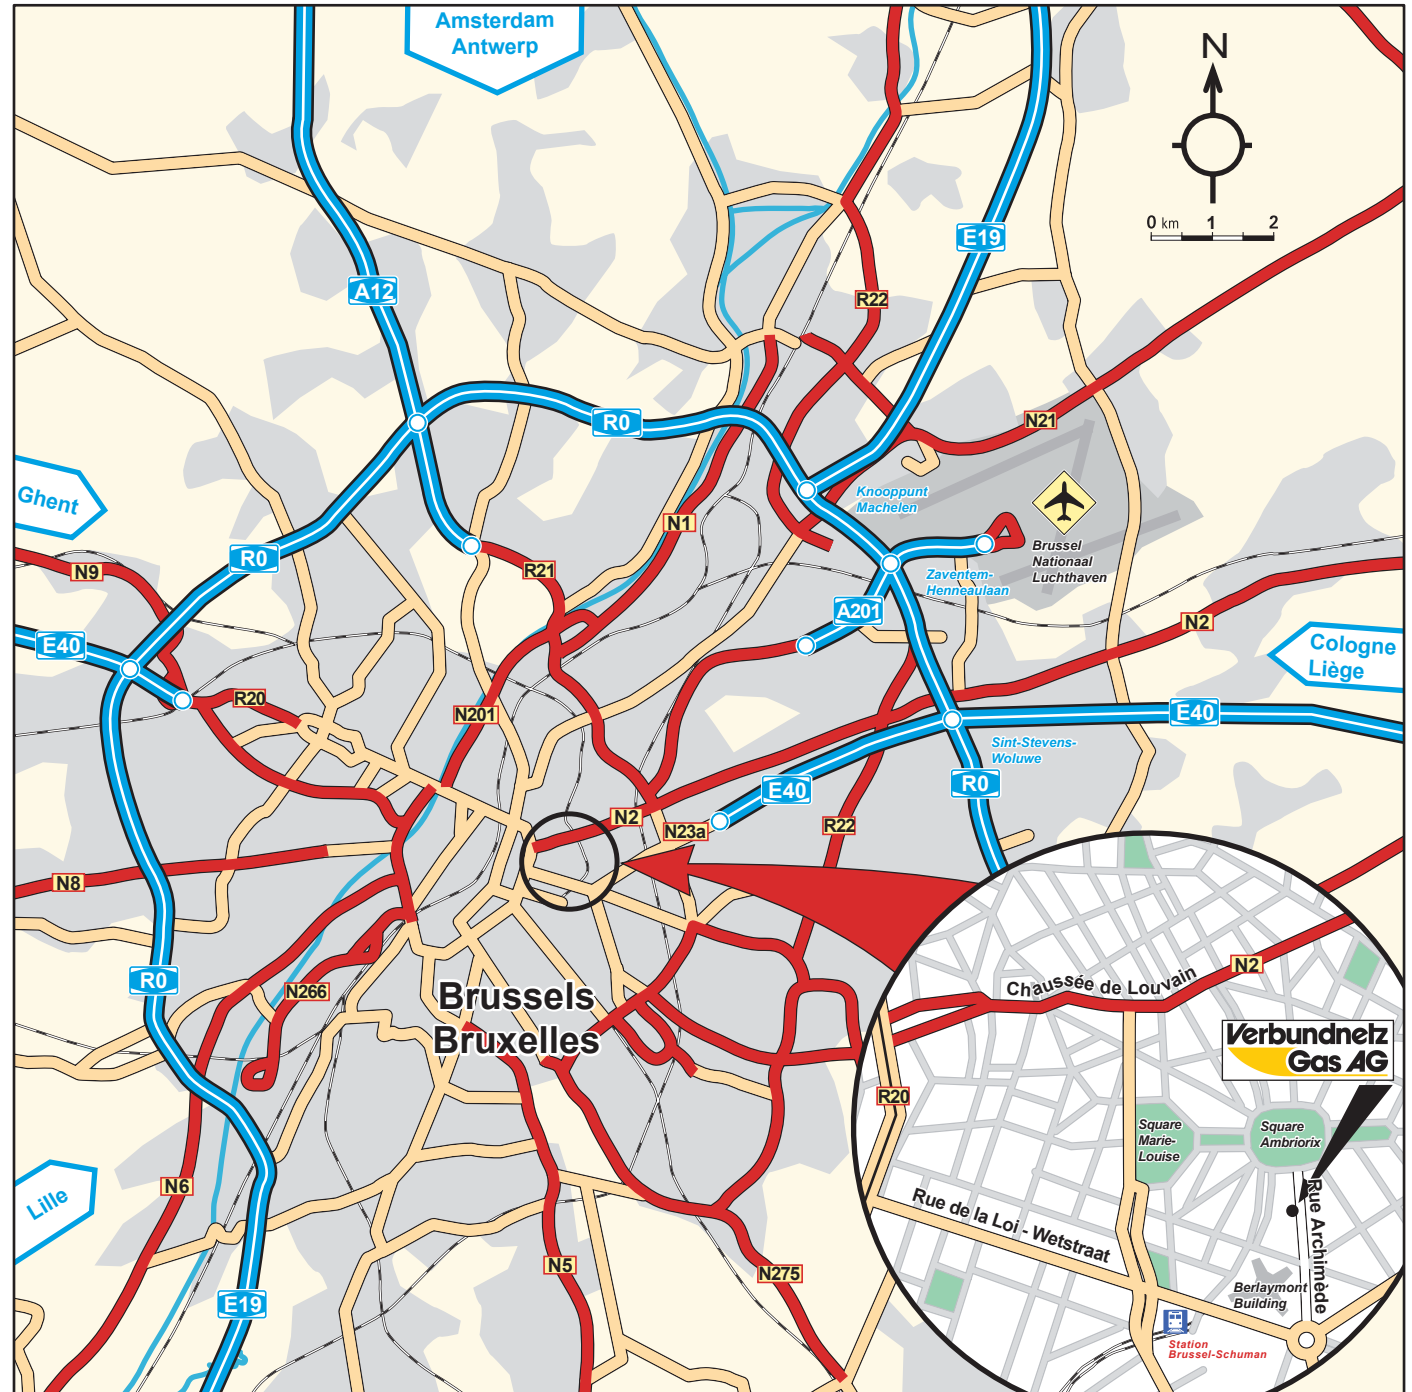 Amsterdam
Antwerp
N
0 km 1 2
E19
A12
R22
R0
N21
Ghent
Knooppunt
Machelen
N1
R0
Brussel
Nationaal
Luchthaven
N9
R21
Zaventem-
Henneaulaan
A201
N2
E40
Cologne
Liège
R20
N201
E40
Sint-Stevens-
Woluwe
R0
E40
N2
N23a
R22
N8
N2
Chaussée de Louvain
R0
N266
Brussels
Bruxelles
Verbundnetz
Gas AG
R20
Square
Marie-
Louise
Square
Ambriorix
N6
Lille
Rue de la Loi - Wetstraat
Rue Archimède
N5
N275
Berlaymont
Building
E19
Station
Brussel-Schuman